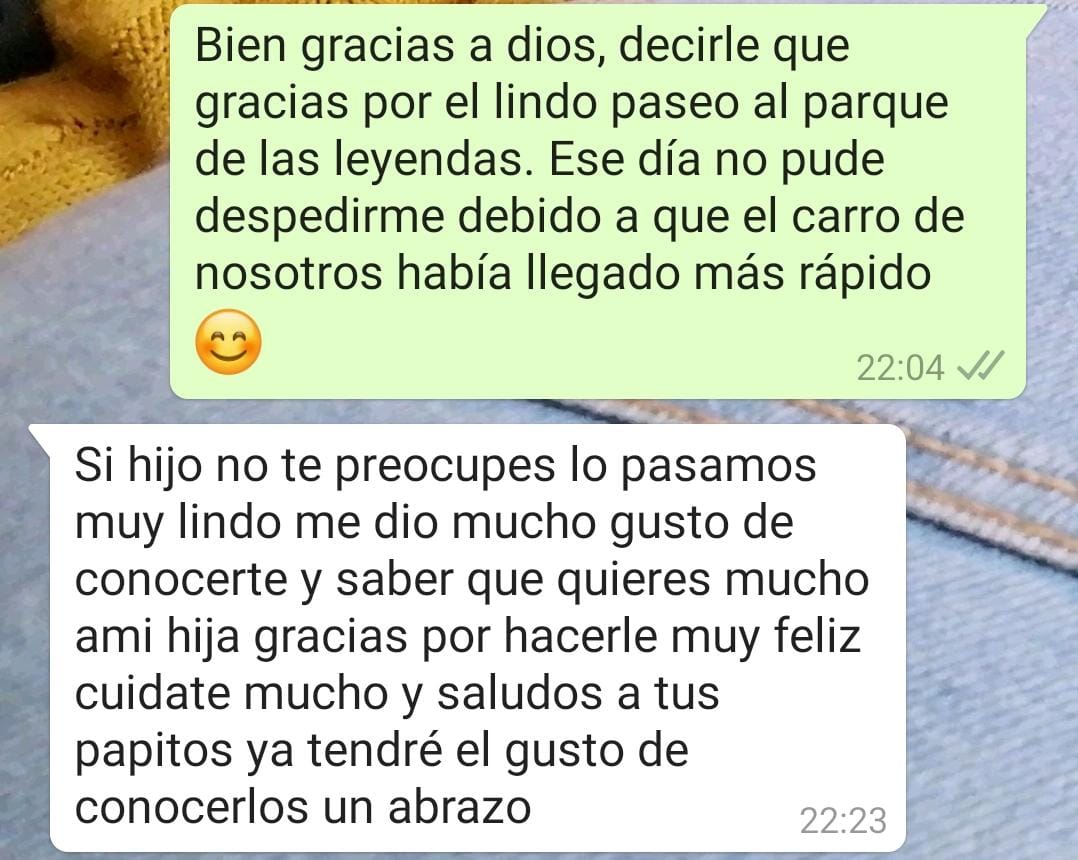 Bien gracias a dios, decirle que
gracias por el lindo paseo al parque
de las leyendas. Ese día no pude
despedirme debido a que el carro de
nosotros había llegado más rápido
😊
22:04
Si hijo no te preocupes lo pasamos
muy lindo me dio mucho gusto de
conocerte y saber que quieres mucho
ami hija gracias por hacerle muy feliz
cuidate mucho y saludos a tus
papitos ya tendré el gusto de
conocerlos un abrazo
22:23